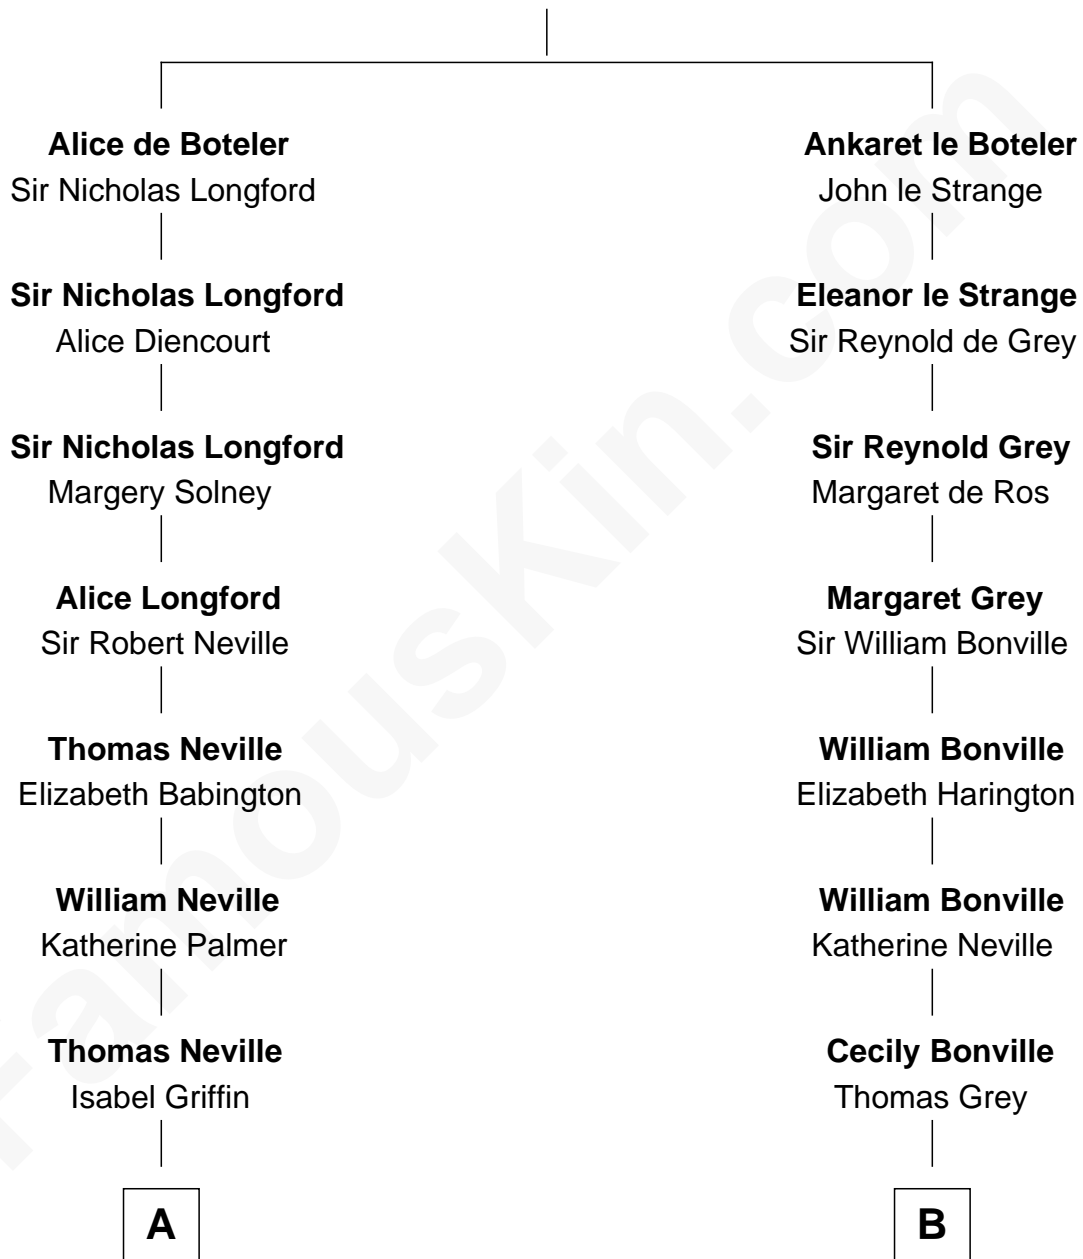 Alice de Boteler
Sir Nicholas Longford
Ankaret le Boteler
John le Strange
Sir Nicholas Longford
Alice Diencourt
Eleanor le Strange
Sir Reynold de Grey
Sir Nicholas Longford
Margery Solney
Sir Reynold Grey
Margaret de Ros
Alice Longford
Sir Robert Neville
Margaret Grey
Sir William Bonville
Thomas Neville
Elizabeth Babington
William Bonville
Elizabeth Harington
William Neville
Katherine Palmer
William Bonville
Katherine Neville
Thomas Neville
Isabel Griffin
Cecily Bonville
Thomas Grey
A
B
FamousKin.com